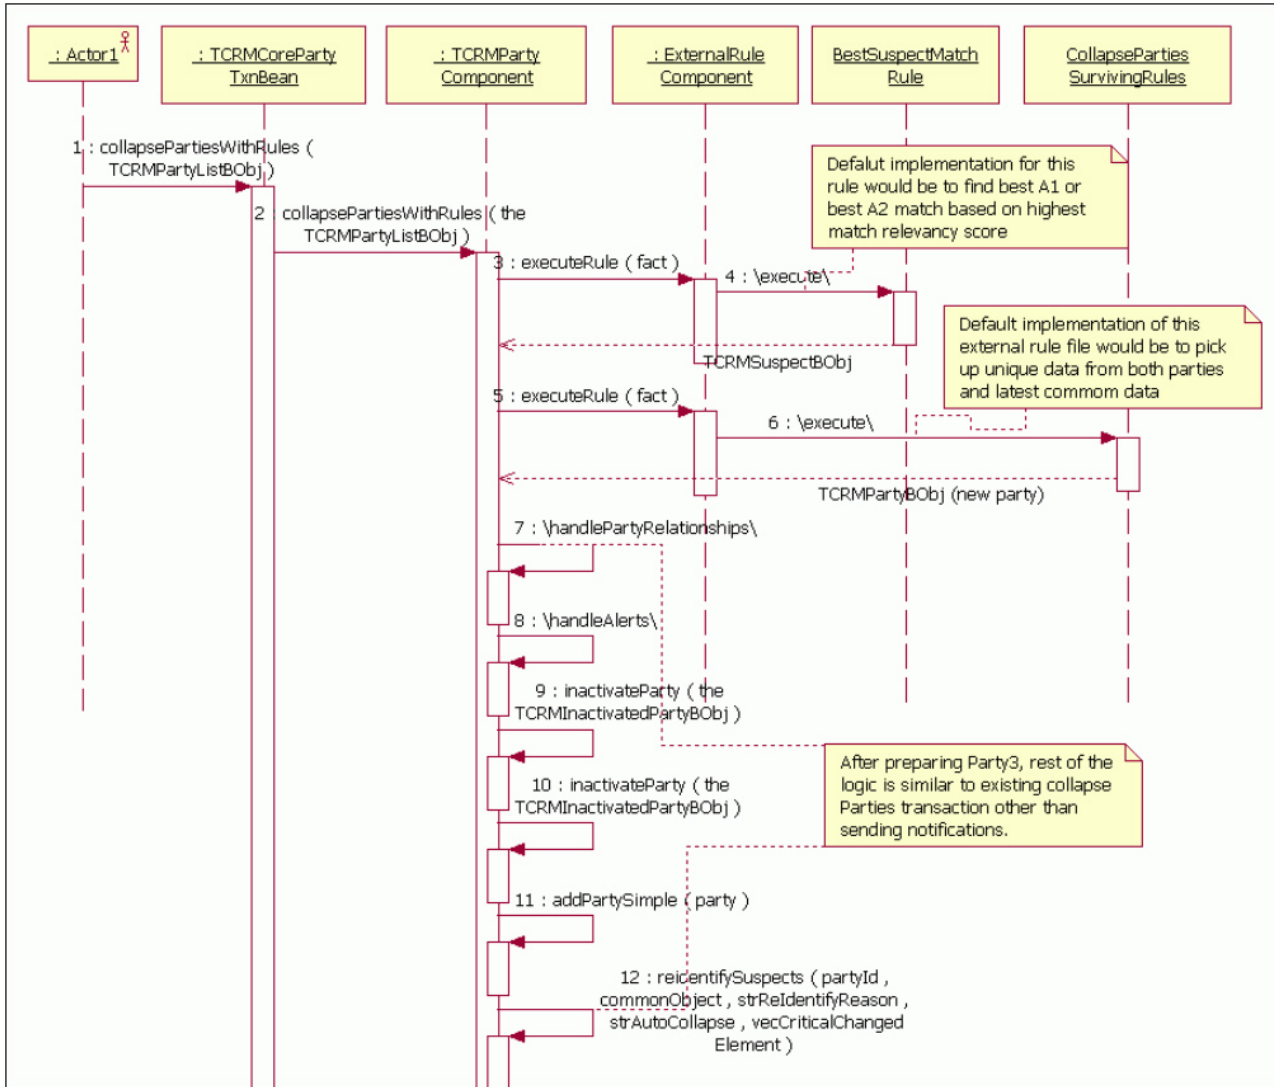 : Actor1
: TCRMCoreParty
TxnBean
: TCRMParty
Component
: ExternalRule
Component
BestSuspectMatch
Rule
CollapseParties
SurvivingRules
1 : collapsePartiesWithRules (
TCRMPartyListBObj )
2 : collapsePartiesWithRules ( the
TCRMPartyListBObj )
Defalut implementation for this
rule would be to find best A1 or
best A2 match based on highest
match relevancy score
3 : executeRule ( fact )
4 : \execute\
TCRMSuspectBObj
Default implementation of this
external rule file would be to pick
up unique data from both parties
and latest commom data
5 : executeRule ( fact )
6 : \execute\
TCRMPartyBObj (new party)
7 : \handlePartyRelationships\
8 : \handleAlerts\
9 : inactivateParty ( the
TCRMInactivatedPartyBObj )
10 : inactivateParty ( the
TCRMInactivatedPartyBObj )
After preparing Party3, rest of the
logic is similar to existing collapse
Parties transaction other than
sending notifications.
11 : addPartySimple ( party )
12 : reidentifySuspects ( partyId ,
commonObject , strReIdentifyReason ,
strAutoCollapse , vecCriticalChanged
Element )